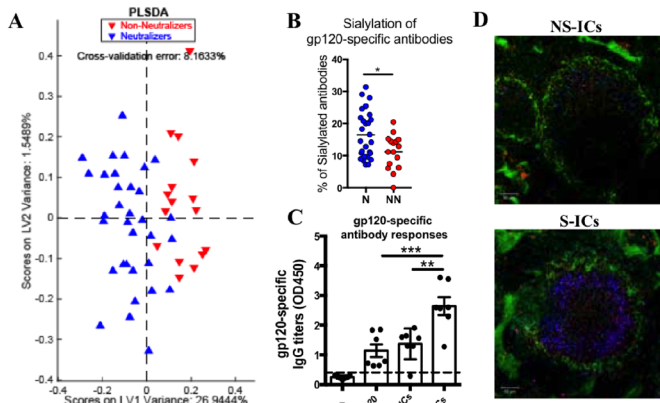 A
PLSDA
Non-Neutralizers
Neutralizers
Cross-validation error: 8.1633%
Scores on LV2 Variance: 1.5489%
0.4
0.3
0.2
0.1
0
-0.1
-0.2
-0.3
-0.4
-0.4
-0.2
0
0.2
0.4
Scores on LV1 Variance: 26.9444%
B
Sialylation of
gp120-specific antibodies
% of Sialylated antibodies
40
30
20
10
0
*
N
NN
C
gp120-specific
antibody responses
gp120-specific
IgG titers (OD450)
5
4
3
2
1
0
***
**
D
NS-ICs
S-ICs